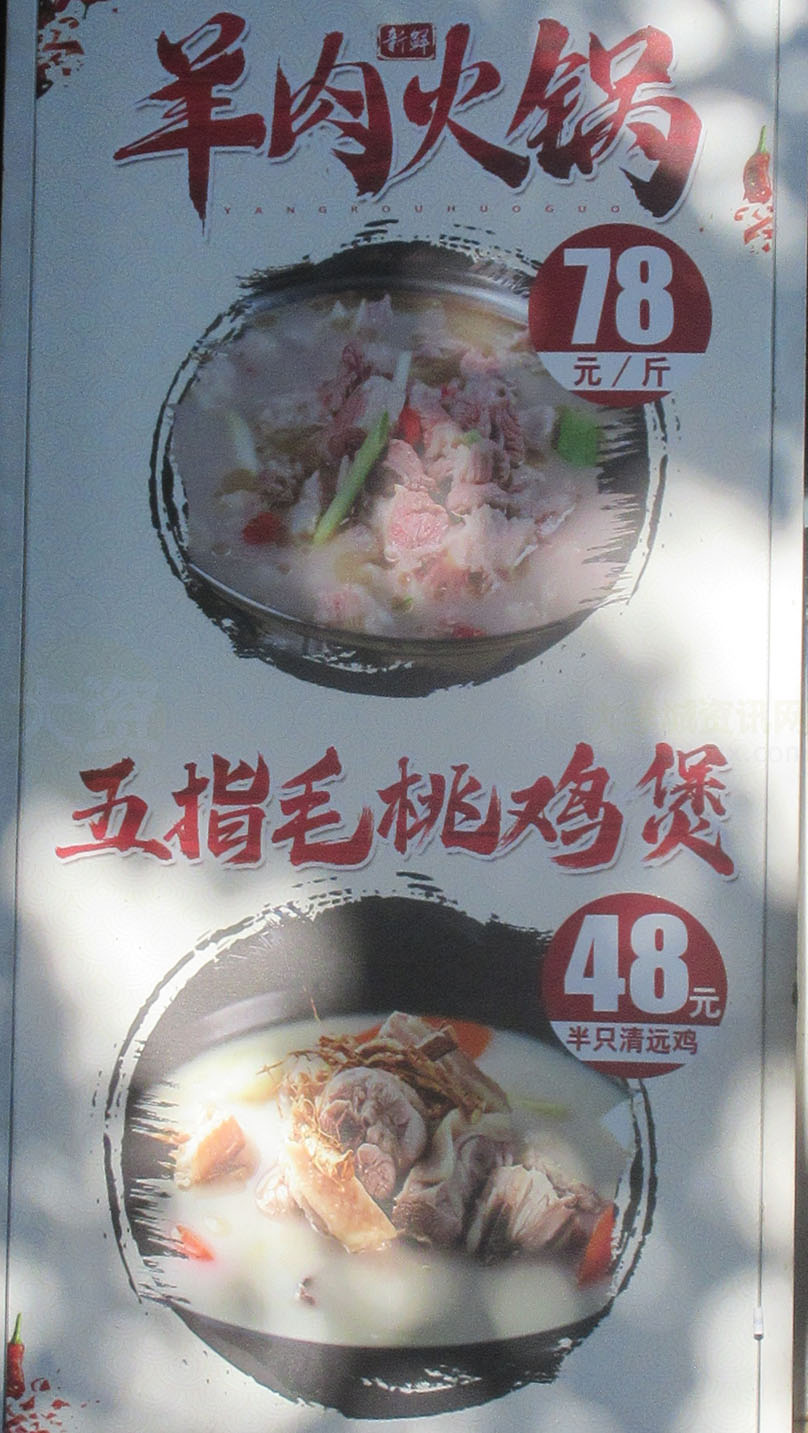 新鲜
羊肉火锅
YANGROUHUOGUO
78
元/斤
五指毛桃鸡煲
48元
半只清远鸡